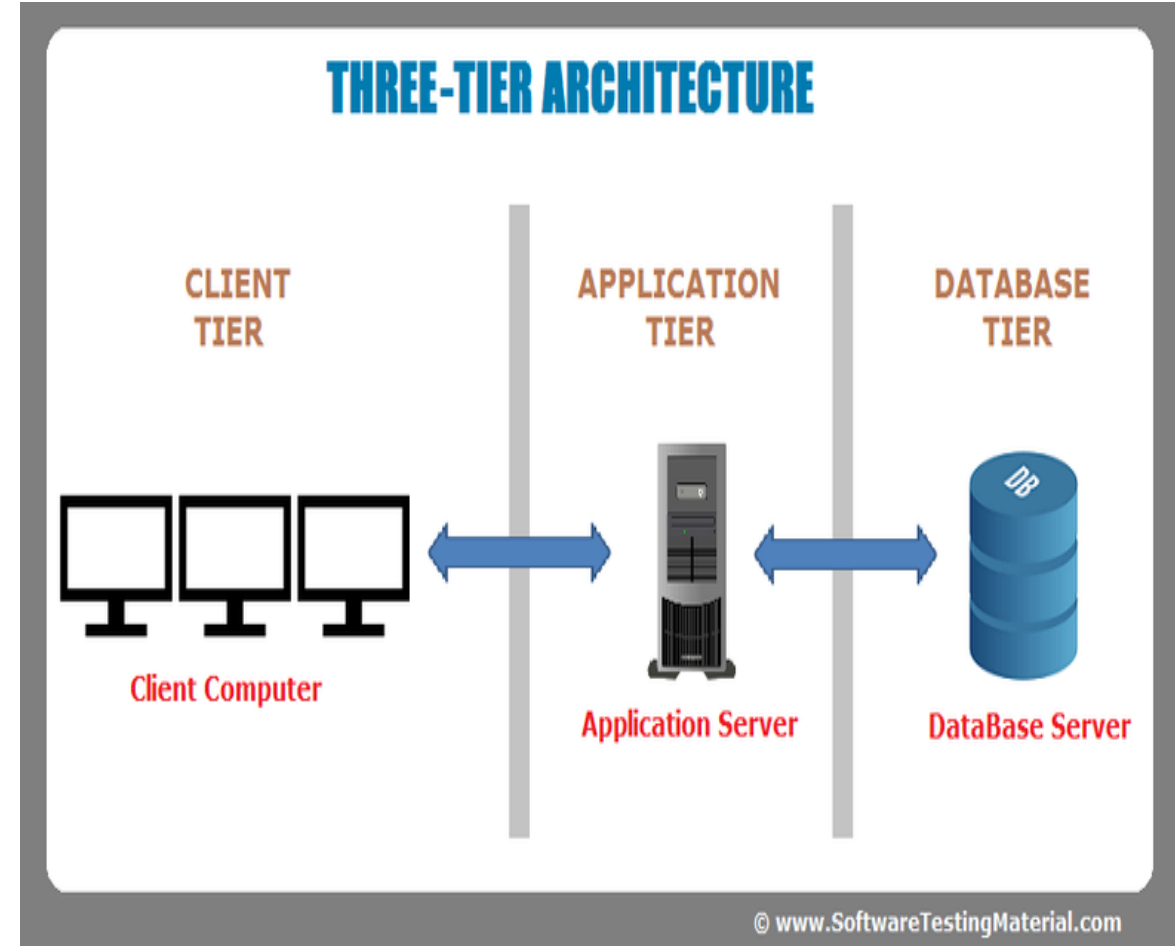 THREE-TIER ARCHITECTURE
CLIENT
TIER
APPLICATION
TIER
DATABASE
TIER
DB
Client Computer
Application Server
DataBase Server
© www.SoftwareTestingMaterial.com